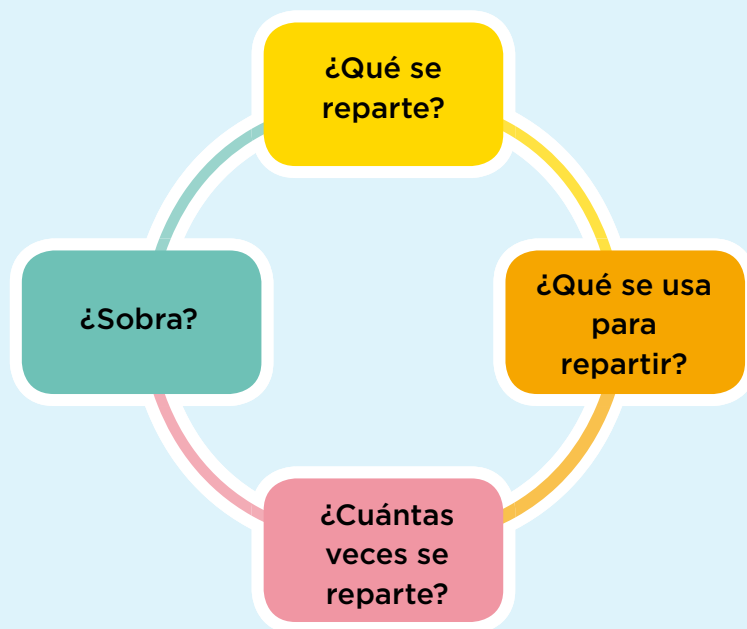 ¿Qué se
reparte?
¿Qué se usa
para
repartir?
¿Cuántas
veces se
reparte?
¿Sobra?